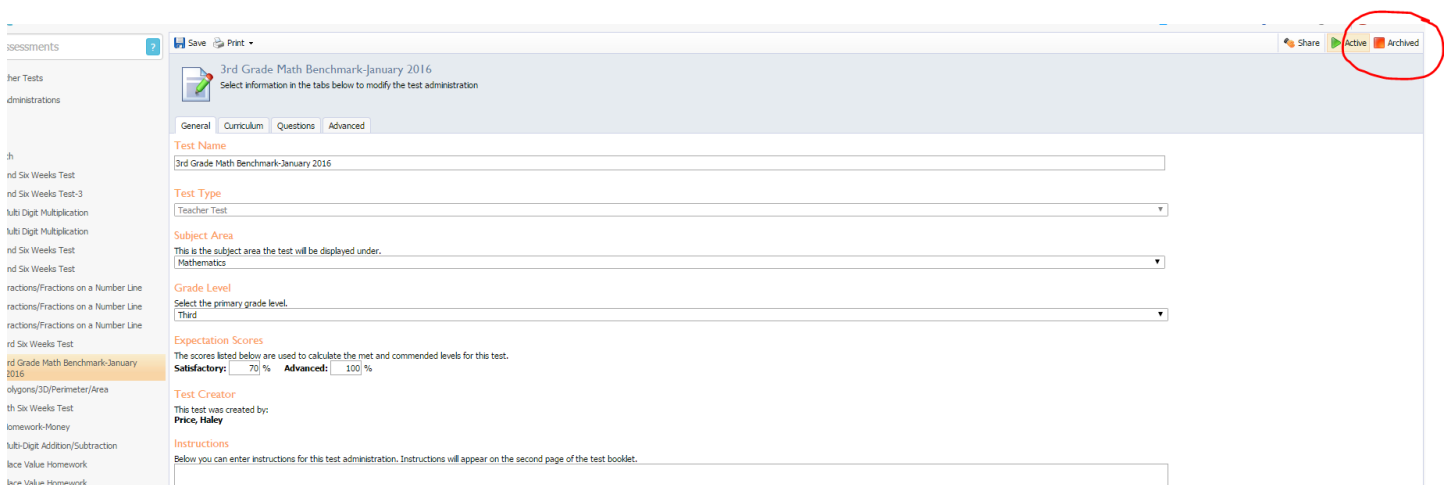 ssessments ?
Save Print
Share Active Archived
3rd Grade Math Benchmark-January 2016
Select information in the tabs below to modify the test administration
General Curriculum Questions Advanced
her Tests
dministrations
th
nd Six Weeks Test
nd Six Weeks Test-3
Multi Digit Multiplication
Multi Digit Multiplication
nd Six Weeks Test
nd Six Weeks Test
ractions/Fractions on a Number Line
ractions/Fractions on a Number Line
ractions/Fractions on a Number Line
rd Six Weeks Test
rd Grade Math Benchmark-January
2016
olygons/3D/Perimeter/Area
th Six Weeks Test
omework-Money
Multi-Digit Addition/Subtraction
lace Value Homework
lace Value Homework
Test Name
3rd Grade Math Benchmark-January 2016
Test Type
Teacher Test
Subject Area
This is the subject area the test will be displayed under.
Mathematics
Grade Level
Select the primary grade level.
Third
Expectation Scores
The scores listed below are used to calculate the met and commended levels for this test.
Satisfactory: 70 % Advanced: 100 %
Test Creator
This test was created by:
Price, Haley
Instructions
Below you can enter instructions for this test administration. Instructions will appear on the second page of the test booklet.